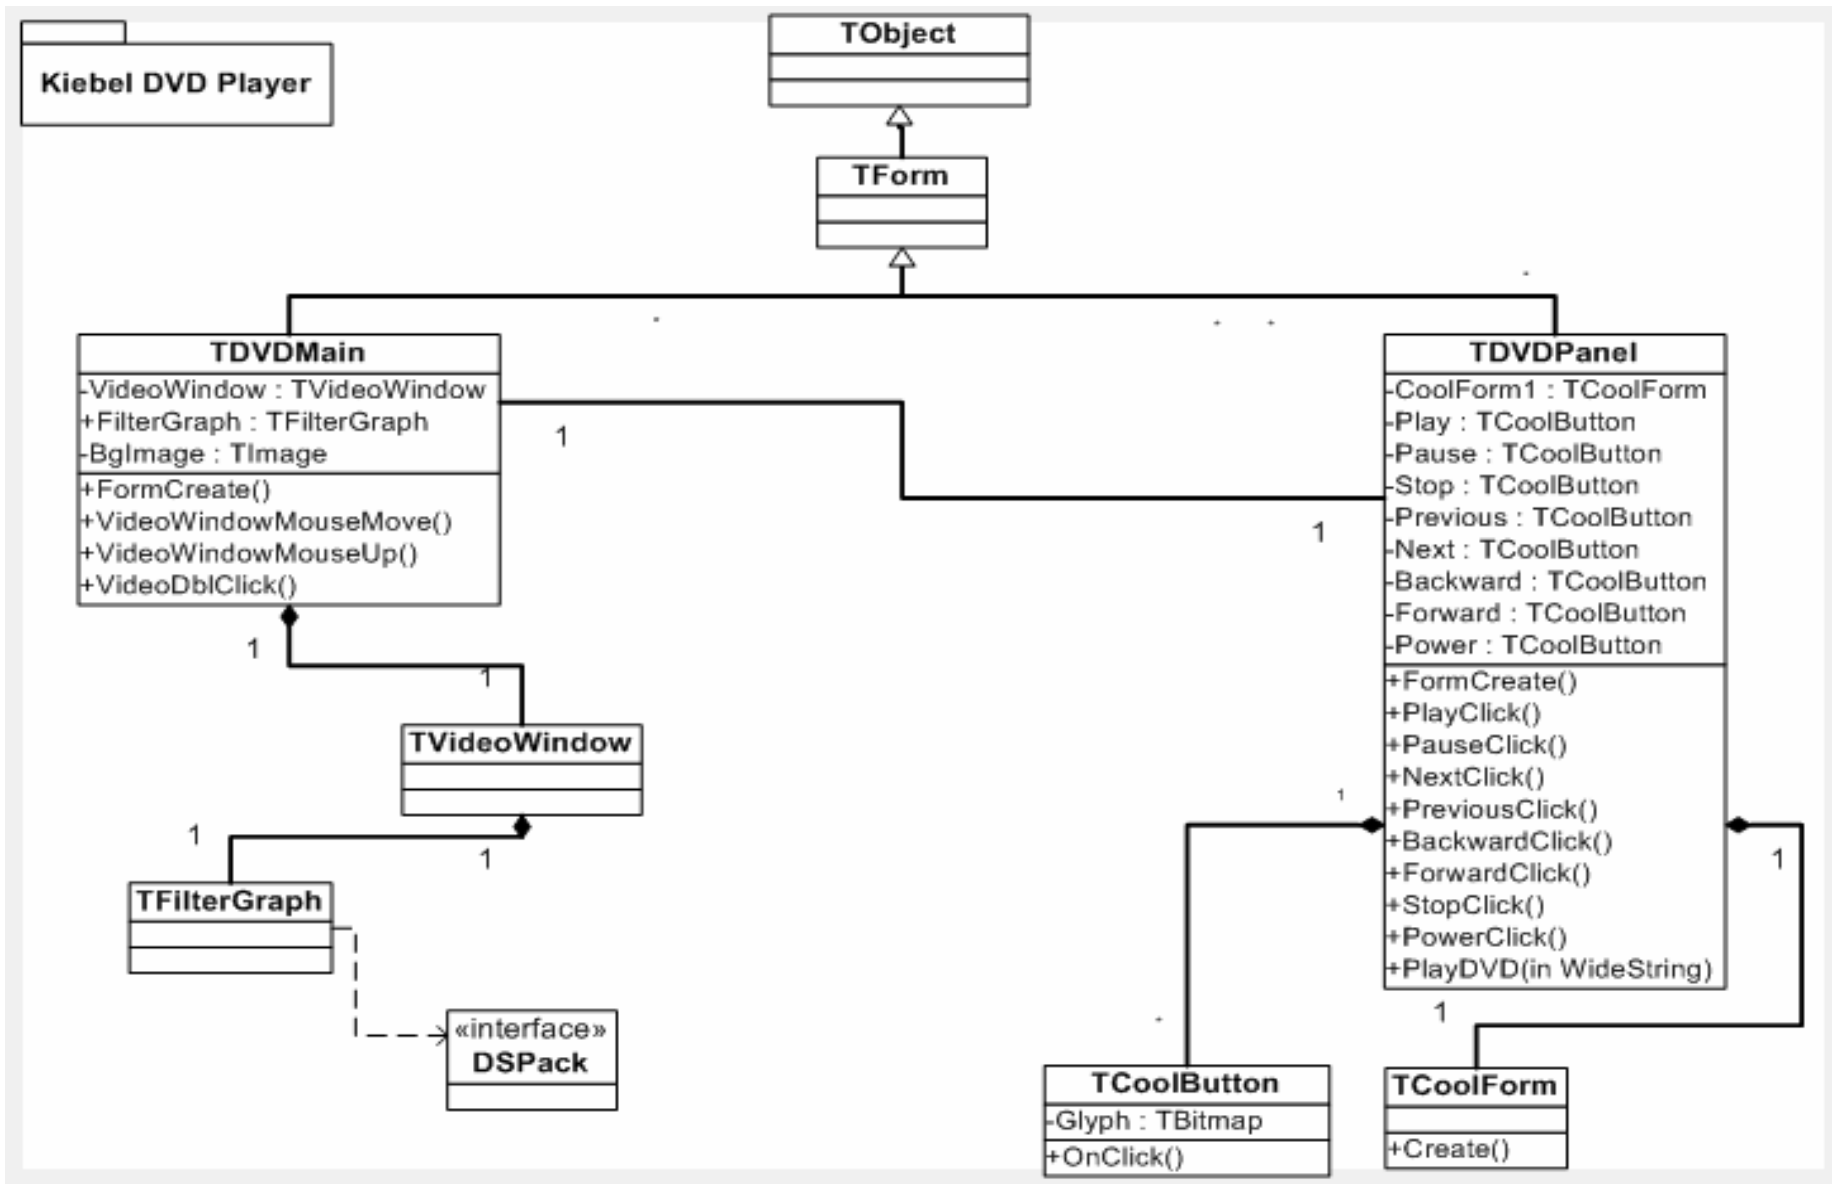 Kiebel DVD Player
TObject
TForm
TDVDMain
-VideoWindow : TVideoWindow
+FilterGraph : TFilterGraph
-BgImage : TImage
+FormCreate()
+VideoWindowMouseMove()
+VideoWindowMouseUp()
+VideoDblClick()
1
1
TDVDPanel
-CoolForm1 : TCoolForm
-Play : TCoolButton
-Pause : TCoolButton
-Stop : TCoolButton
-Previous : TCoolButton
-Next : TCoolButton
-Backward : TCoolButton
-Forward : TCoolButton
-Power : TCoolButton
+FormCreate()
+PlayClick()
+PauseClick()
+NextClick()
+PreviousClick()
+BackwardClick()
+ForwardClick()
+StopClick()
+PowerClick()
+PlayDVD(in WideString)
1
1
TVideoWindow
1
1
TFilterGraph
«interface»
DSPack
1
1
1
TCoolButton
-Glyph : TBitmap
+OnClick()
TCoolForm
+Create()